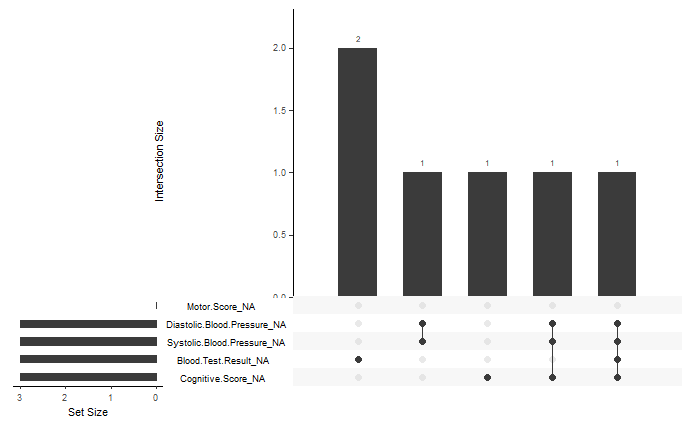 2
1
1
1
1
2.0
1.5
1.0
0.5
0.0
Intersection Size
Motor.Score_NA
Diastolic.Blood.Pressure_NA
Systolic.Blood.Pressure_NA
Blood.Test.Result_NA
Cognitive.Score_NA
3 2 1 0
Set Size